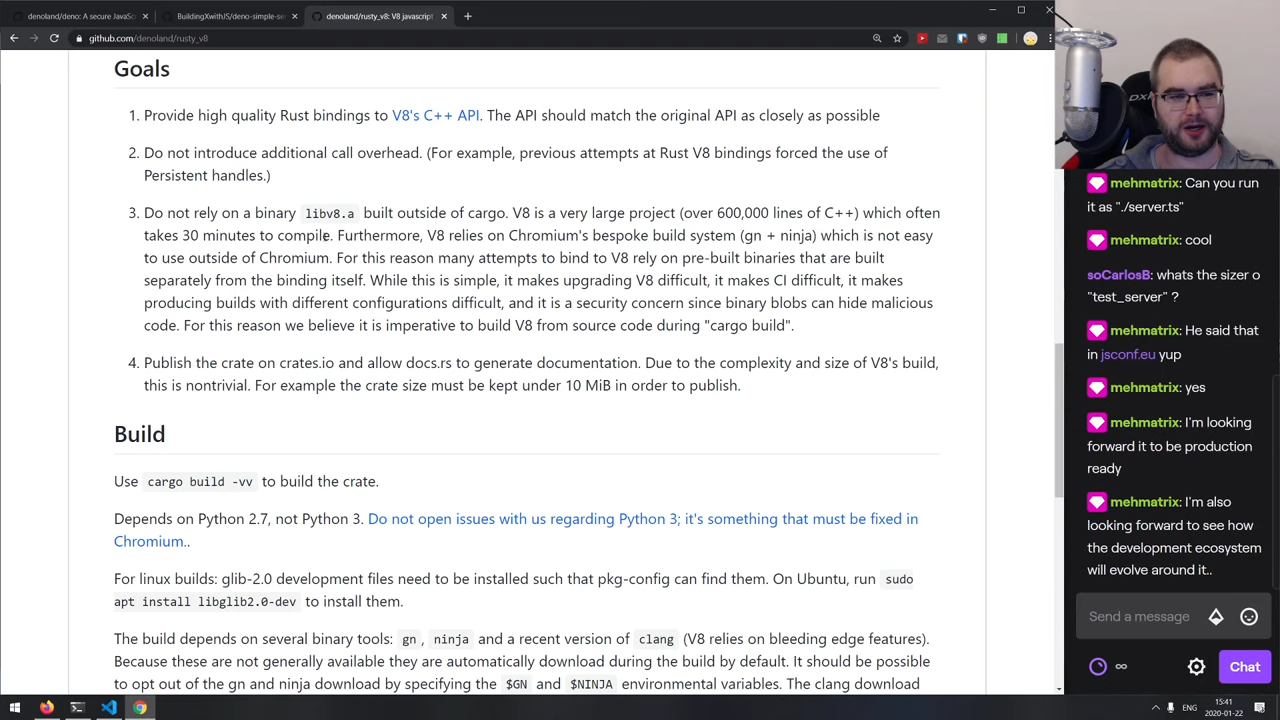 denoland/deno: A secure JavaSc
BuildingXwithJS/deno-simple-se
denoland/rusty_v8: V8 javascript
github.com/denoland/rusty_v8
Goals
1. Provide high quality Rust bindings to V8's C++ API. The API should match the original API as closely as possible
2. Do not introduce additional call overhead. (For example, previous attempts at Rust V8 bindings forced the use of
Persistent handles.)
3. Do not rely on a binary libv8.a built outside of cargo. V8 is a very large project (over 600,000 lines of C++) which often
takes 30 minutes to compile. Furthermore, V8 relies on Chromium's bespoke build system (gn + ninja) which is not easy
to use outside of Chromium. For this reason many attempts to bind to V8 rely on pre-built binaries that are built
separately from the binding itself. While this is simple, it makes upgrading V8 difficult, it makes CI difficult, it makes
producing builds with different configurations difficult, and it is a security concern since binary blobs can hide malicious
code. For this reason we believe it is imperative to build V8 from source code during "cargo build".
4. Publish the crate on crates.io and allow docs.rs to generate documentation. Due to the complexity and size of V8's build,
this is nontrivial. For example the crate size must be kept under 10 MiB in order to publish.
Build
Use cargo build -vv to build the crate.
Depends on Python 2.7, not Python 3. Do not open issues with us regarding Python 3; it's something that must be fixed in
Chromium..
For linux builds: glib-2.0 development files need to be installed such that pkg-config can find them. On Ubuntu, run sudo
apt install libglib2.0-dev to install them.
The build depends on several binary tools: gn, ninja and a recent version of clang (V8 relies on bleeding edge features).
Because these are not generally available they are automatically download during the build by default. It should be possible
to opt out of the gn and ninja download by specifying the $GN and $NINJA environmental variables. The clang download
mehmatrix: Can you run
it as "./server.ts"
mehmatrix: cool
soCarlosB: whats the sizer o
"test_server" ?
mehmatrix: He said that
in jsconf.eu yup
mehmatrix: yes
mehmatrix: I'm looking
forward it to be production
ready
mehmatrix: I'm also
looking forward to see how
the development ecosystem
will evolve around it..
Send a message
∞
Chat
ENG
15:41
2020-01-22